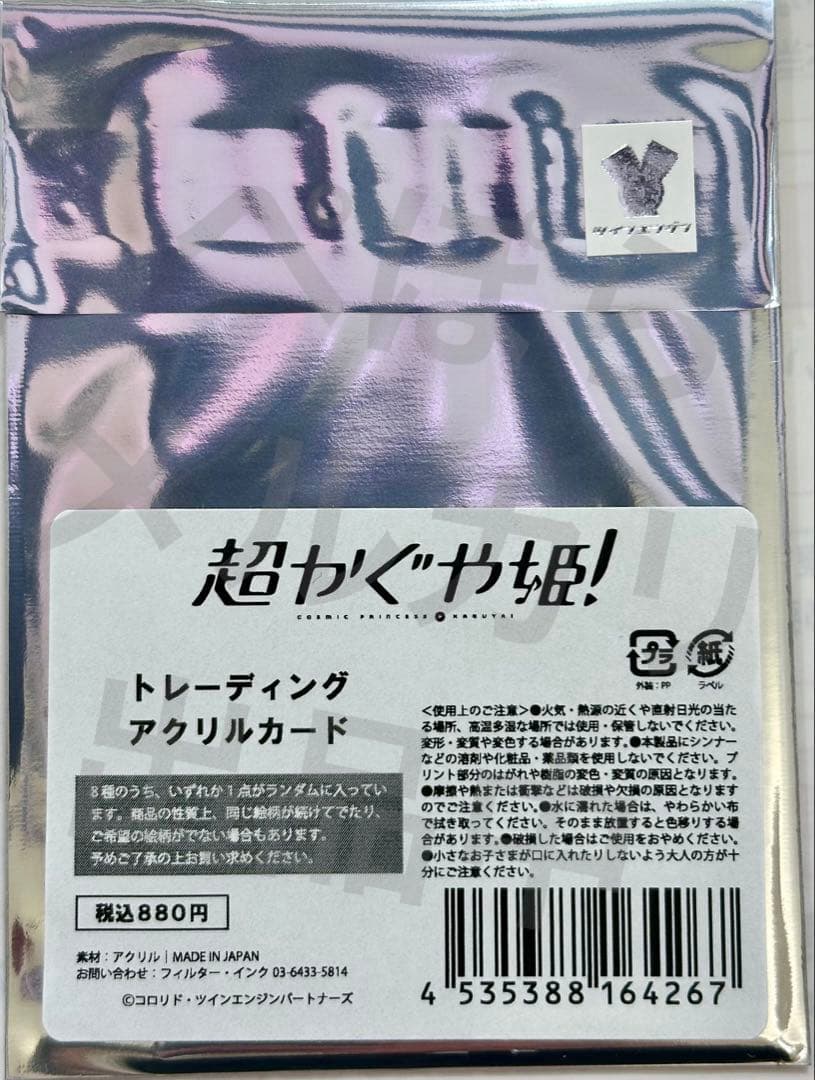 ツインエンジン
ぺぱら
メルカリ
出品中
超かぐや姫!
COSMIC PRINCESS KAGUYA!
トレーディング
アクリルカード
8種のうち、いずれか1点がランダムに入ってい
ます。商品の性質上、同じ絵柄が続けてでたり、
ご希望の絵柄がでない場合もあります。
予めご了承の上お買い求めください。
税込880円
素材:アクリル|MADE IN JAPAN
お問い合わせ:フィルター・インク 03-6433-5814
©コロリド・ツインエンジンパートナーズ
プラ
外装:PP
紙
ラベル
<使用上のご注意>●火気・熱源の近くや直射日光の当た
る場所、高温多湿な場所では使用・保管しないでください。
変形・変質や変色する場合があります。●本製品にシンナー
などの溶剤や化粧品・薬品類を使用しないでください。プ
リント部分のはがれや樹脂の変色・変質の原因となります。
●摩擦や熱または衝撃などは破損や欠損の原因となります
のでご注意ください。●水に濡れた場合は、やわらかい布
で拭き取ってください。そのまま放置すると色移りする場
合があります。●破損した場合はご使用をおやめください。
●小さなお子さまが口に入れたりしないよう大人の方が十
分にご注意ください。
4 535388 164267